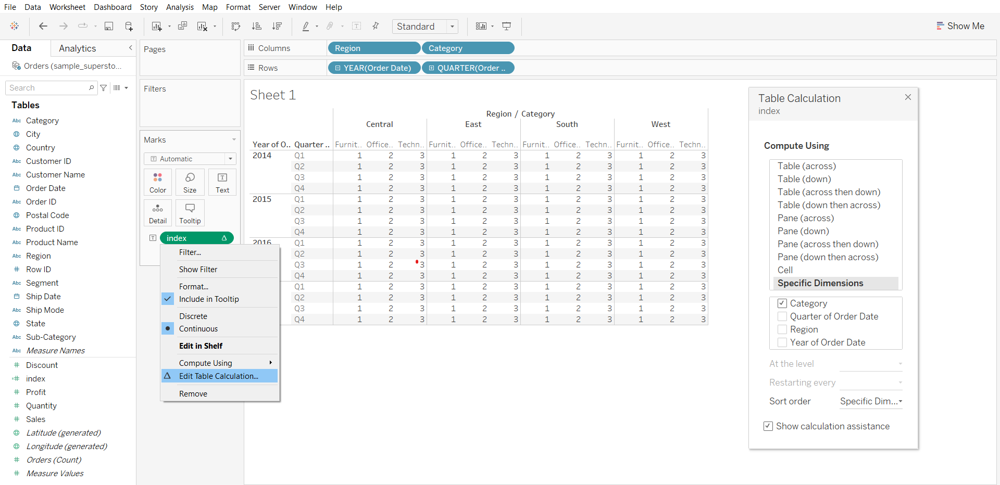 File Data Worksheet Dashboard Story Analysis Map Format Server Window Help
Standard
Show Me
Data Analytics
Orders (sample_supersto...
Search
Tables
Abc Category
City
Country
Abc Customer ID
Abc Customer Name
Order Date
Abc Order ID
Postal Code
Abc Product ID
Abc Product Name
Abc Region
# Row ID
Abc Segment
Ship Date
Abc Ship Mode
State
Abc Sub-Category
Abc Measure Names
# Discount
=# index
# Profit
# Quantity
# Sales
Latitude (generated)
Longitude (generated)
# Orders (Count)
# Measure Values
Pages
Filters
Marks
T Automatic
Color Size T Text
Detail Tooltip
T index Δ
Filter...
Show Filter
Format...
Include in Tooltip
Discrete
Continuous
Edit in Shelf
Compute Using
Δ Edit Table Calculation...
Remove
Columns Region Category
Rows YEAR(Order Date) QUARTER(Order ..
Sheet 1
Region / Category
Central East South West
Year of O.. Quarter .. Furnit.. Office.. Techn.. Furnit.. Office.. Techn.. Furnit.. Office.. Techn.. Furnit.. Office.. Techn..
2014 Q1 1 2 3 1 2 3 1 2 3 1 2 3
Q2 1 2 3 1 2 3 1 2 3 1 2 3
Q3 1 2 3 1 2 3 1 2 3 1 2 3
Q4 1 2 3 1 2 3 1 2 3 1 2 3
2015 Q1 1 2 3 1 2 3 1 2 3 1 2 3
Q2 1 2 3 1 2 3 1 2 3 1 2 3
Q3 1 2 3 1 2 3 1 2 3 1 2 3
Q4 1 2 3 1 2 3 1 2 3 1 2 3
2016 Q1 1 2 3 1 2 3 1 2 3 1 2 3
Q2 1 2 3 1 2 3 1 2 3 1 2 3
Q3 1 2 3 1 2 3 1 2 3 1 2 3
Q4 1 2 3 1 2 3 1 2 3 1 2 3
Q1 1 2 3 1 2 3 1 2 3 1 2 3
Q2 1 2 3 1 2 3 1 2 3 1 2 3
Q3 1 2 3 1 2 3 1 2 3 1 2 3
Q4 1 2 3 1 2 3 1 2 3 1 2 3
Table Calculation
index
Compute Using
Table (across)
Table (down)
Table (across then down)
Table (down then across)
Pane (across)
Pane (down)
Pane (across then down)
Pane (down then across)
Cell
Specific Dimensions
Category
Quarter of Order Date
Region
Year of Order Date
At the level
Restarting every
Sort order Specific Dim...
Show calculation assistance